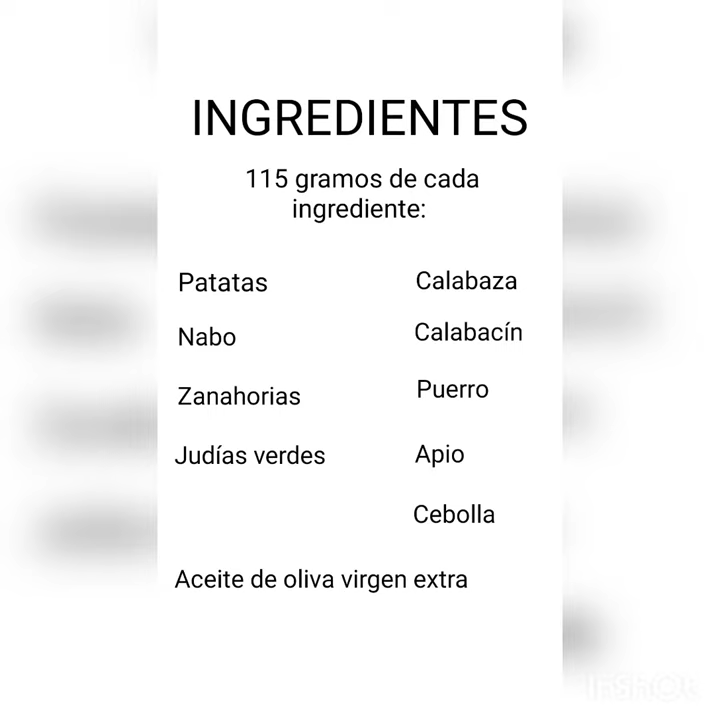 INGREDIENTES
115 gramos de cada
ingrediente:
Patatas
Nabo
Zanahorias
Judías verdes
Calabaza
Calabacín
Puerro
Apio
Cebolla
Aceite de oliva virgen extra